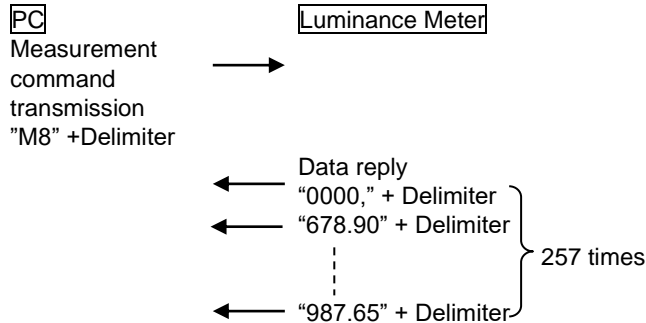 PC
Luminance Meter
Measurement
command
transmission
”M8” +Delimiter
Data reply
“0000,” + Delimiter
“678.90” + Delimiter
257 times
“987.65” + Delimiter